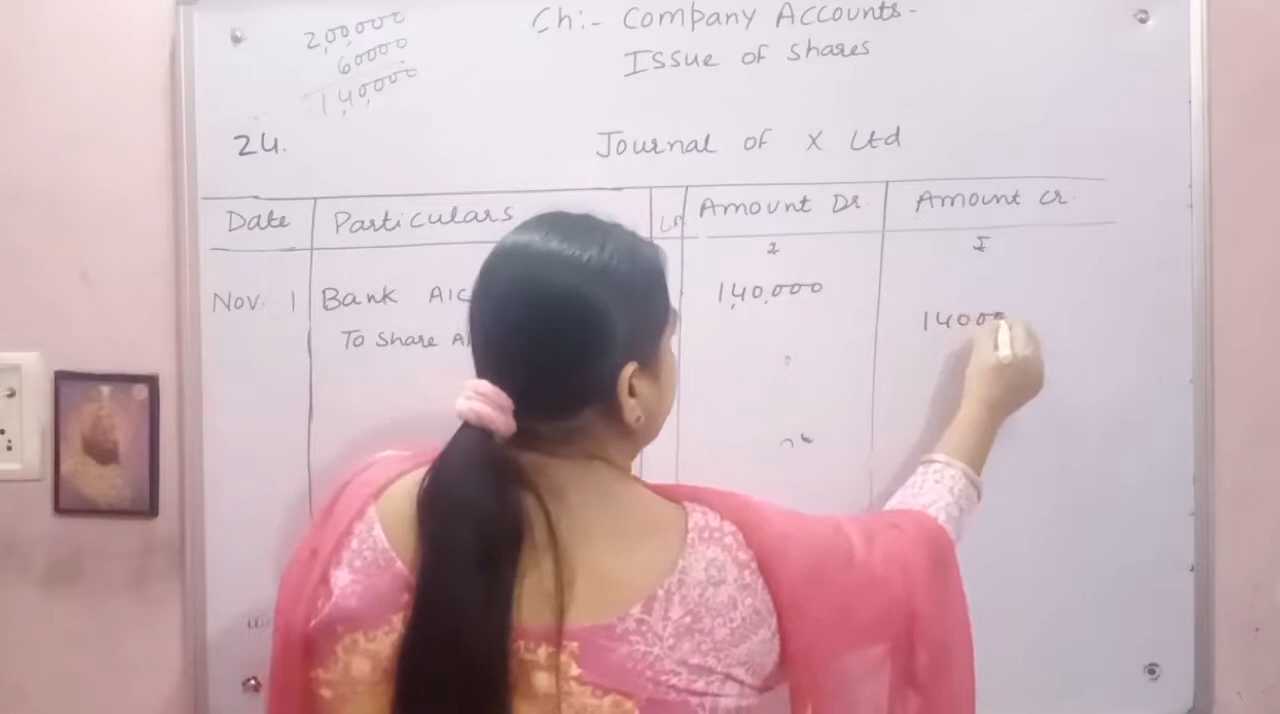 2,00,000
60000
1,40,000
Ch:- Company Accounts-
Issue of shares
24.
Journal of X Ltd
Date Particulars LF Amount Dr. Amount Cr.
Nov. 1 Bank A/c 1,40,000
To Share A 14000